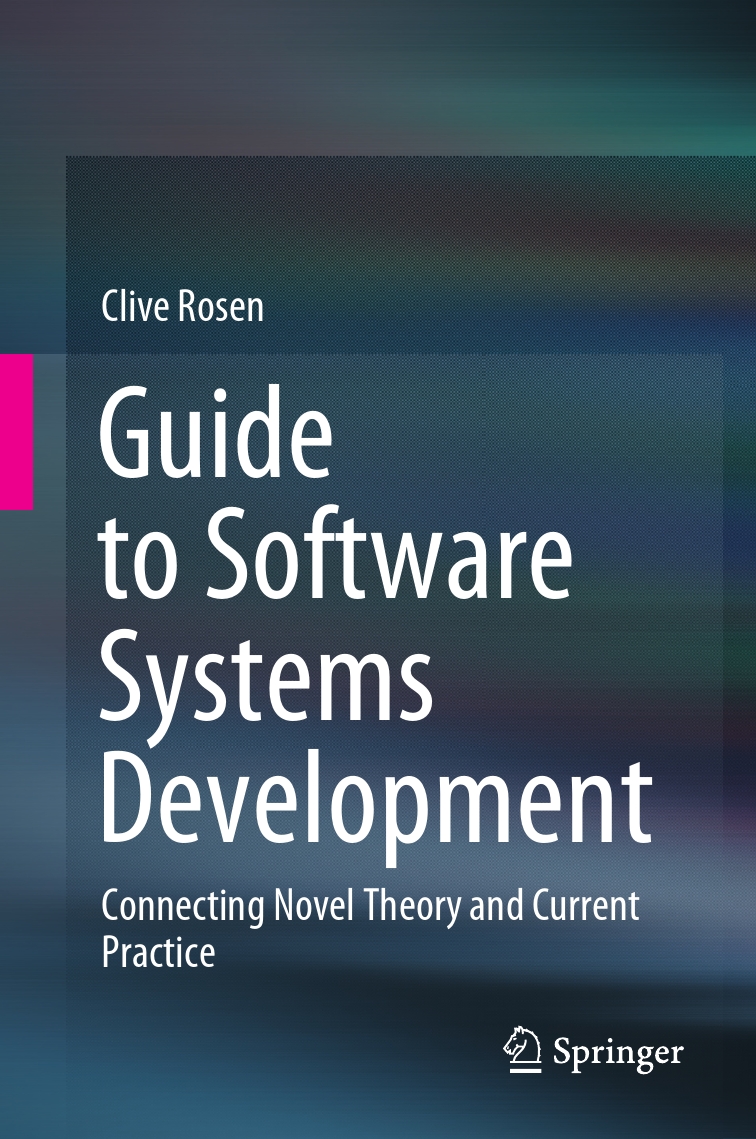 Clive Rosen
Guide
to Software
Systems
Development
Connecting Novel Theory and Current
Practice
Springer